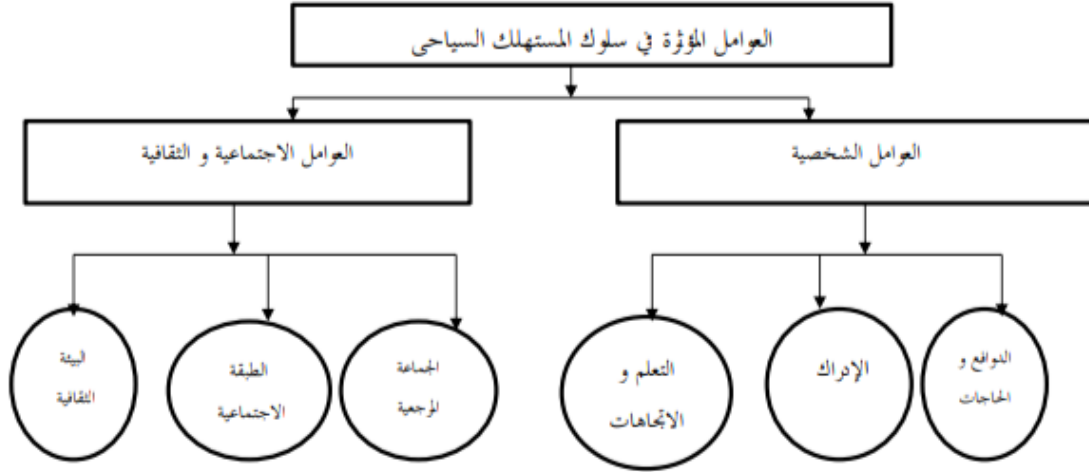 العوامل المؤثرة في سلوك المستهلك السياحى
العوامل الشخصية
العوامل الاجتماعية و الثقافية
الدوافع و
الحاجات
الإدراك
التعلم و
الاتجاهات
الجماعة
المرجعية
الطبقة
الاجتماعية
البيئة
الثقافية